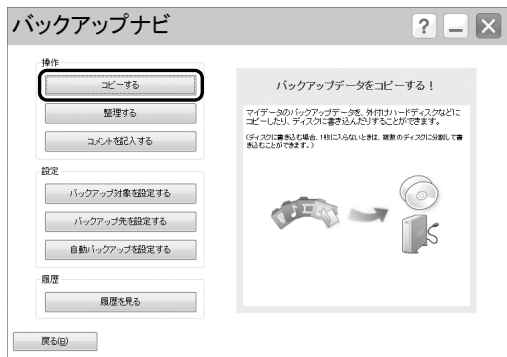 バックアップナビ
操作
コピーする
整理する
コメントを記入する
設定
バックアップ対象を設定する
バックアップ先を設定する
自動バックアップを設定する
履歴
履歴を見る
戻る(B)
バックアップデータをコピーする！
マイデータのバックアップデータを、外付けハードディスクなどに
コピーしたり、ディスクに書き込んだりすることができます。
(ディスクに書き込む場合、1枚に入らないときは、複数のディスクに分割して書
き込むことができます。)